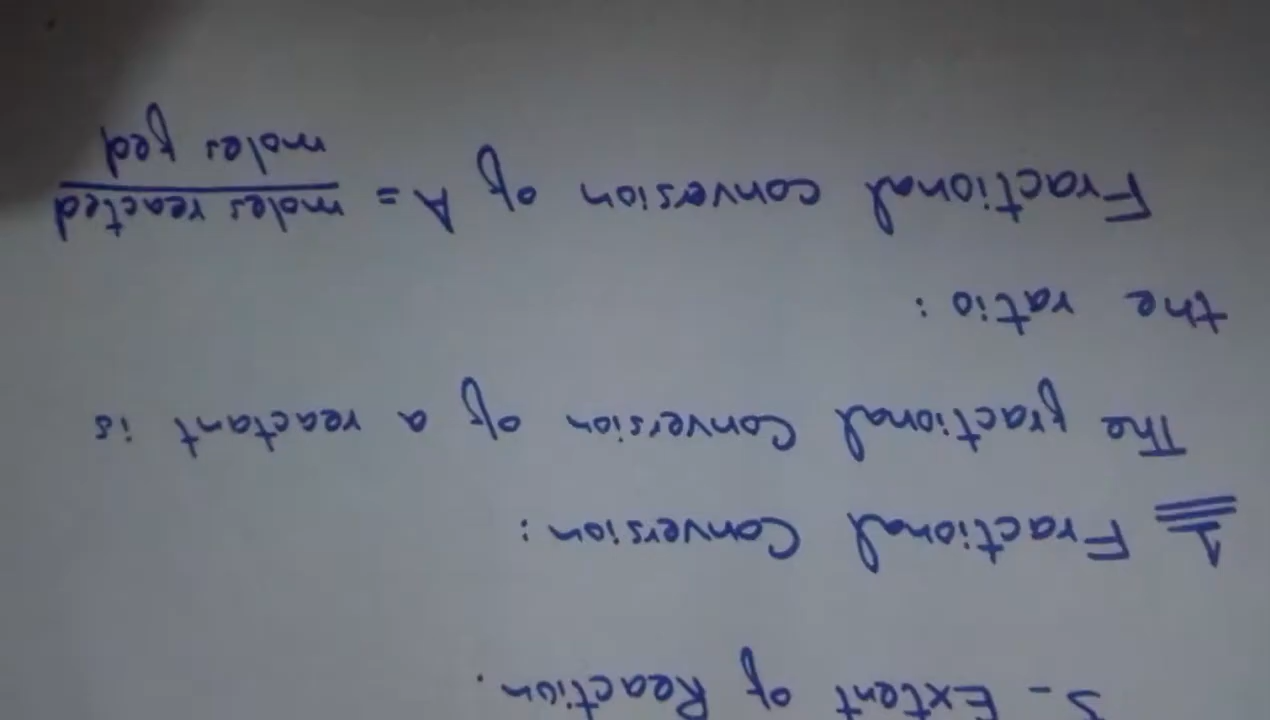 - Extent of Reaction.
1 Fractional Conversion:
The fractional Conversion of a reactant is
the ratio:
Fractional conversion of A = moles reacted
moles fed